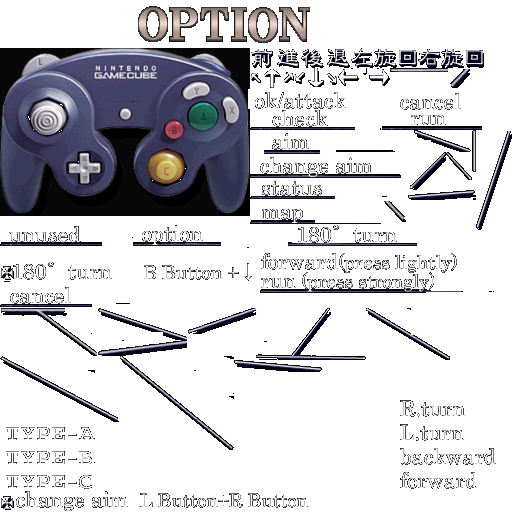 OPTION
L
NINTENDO
GAMECUBE
Y
X
A
B
C
前進後退左旋回右旋回
↑↓←→
ok/attack cancel
check run
aim
change aim
status
map
unused option 180° turn
※180° turn B Button+↓ forward(press lightly)
cancel run (press strongly)
R.turn
TYPE-A L.turn
TYPE-B backward
TYPE-C forward
※change aim L Button+R Button